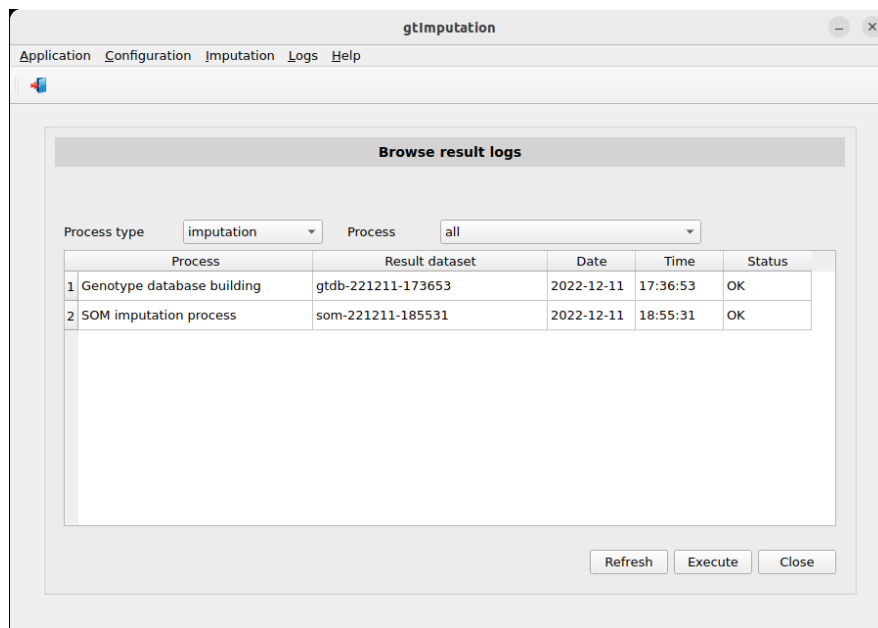 gtImputation
Application Configuration Imputation Logs Help
Browse result logs
Process type imputation Process all
Process Result dataset Date Time Status
1 Genotype database building gtdb-221211-173653 2022-12-11 17:36:53 OK
2 SOM imputation process som-221211-185531 2022-12-11 18:55:31 OK
Refresh Execute Close